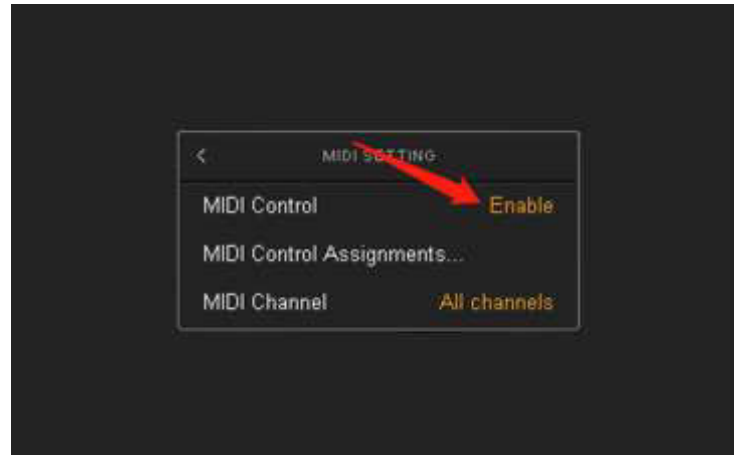 < MIDI SETTING
MIDI Control Enable
MIDI Control Assignments...
MIDI Channel All channels